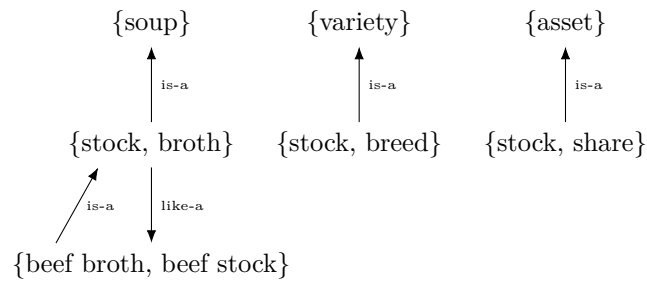 {soup} {variety} {asset}
is-a is-a is-a
{stock, broth} {stock, breed} {stock, share}
is-a like-a
{beef broth, beef stock}